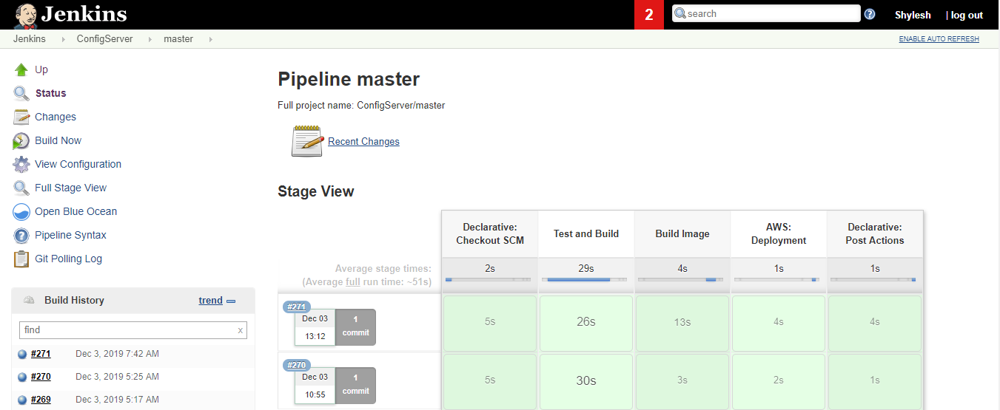 Jenkins
2
search
?
Shylesh
| log out
Jenkins ConfigServer master
ENABLE AUTO REFRESH
Up
Status
Changes
Build Now
View Configuration
Full Stage View
Open Blue Ocean
Pipeline Syntax
Git Polling Log
Build History
trend
find
x
#271 Dec 3, 2019 7:42 AM
#270 Dec 3, 2019 5:25 AM
#269 Dec 3, 2019 5:17 AM
Pipeline master
Full project name: ConfigServer/master
Recent Changes
Stage View
Declarative:
Checkout SCM
Test and Build
Build Image
AWS:
Deployment
Declarative:
Post Actions
Average stage times:
(Average full run time: ~51s)
2s 29s 4s 1s 1s
#271
Dec 03
13:12
1
commit
5s 26s 13s 4s 4s
#270
Dec 03
10:55
1
commit
5s 30s 3s 2s 1s